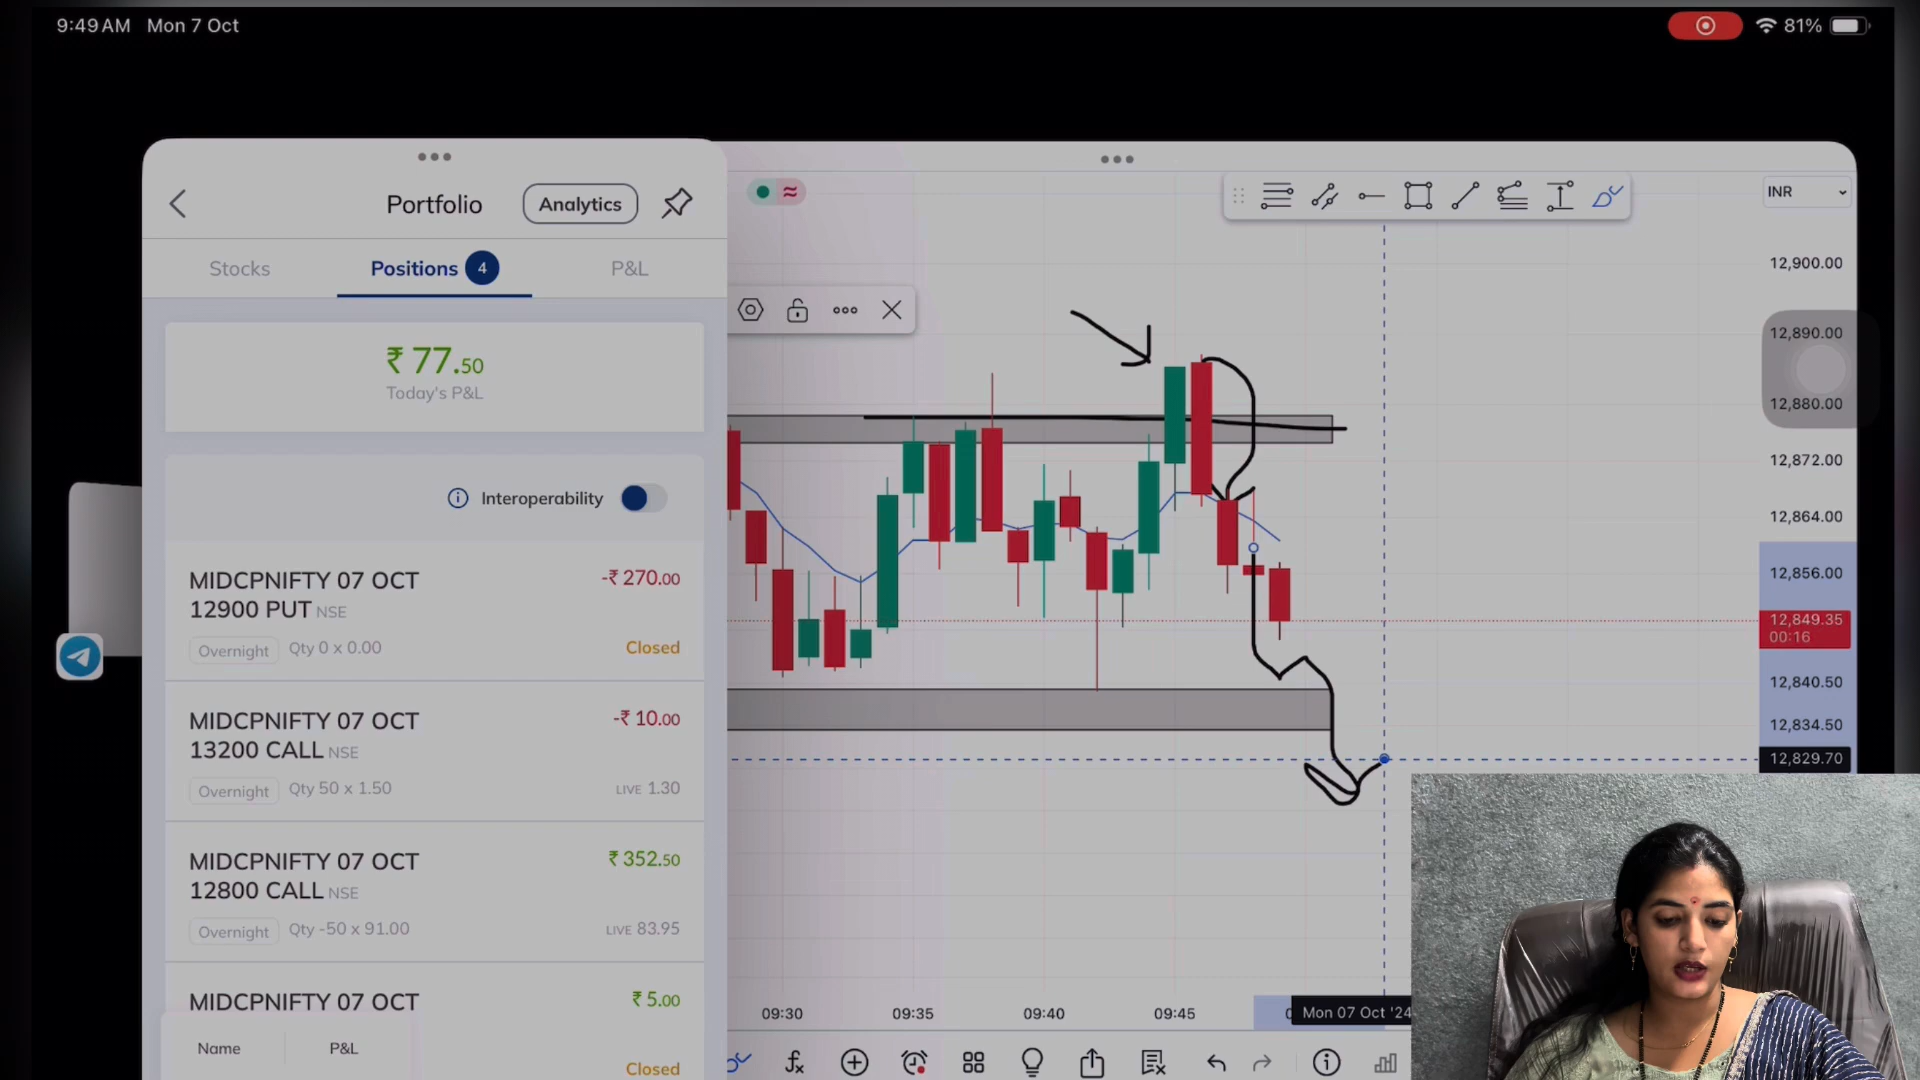 9:49 AM Mon 7 Oct
81%
Portfolio
Analytics
Stocks
Positions 4
P&L
₹ 77.50
Today's P&L
Interoperability
MIDCPNIFTY 07 OCT
12900 PUT NSE
-₹ 270.00
Overnight Qty 0 x 0.00
Closed
MIDCPNIFTY 07 OCT
13200 CALL NSE
-₹ 10.00
Overnight Qty 50 x 1.50
LIVE 1.30
MIDCPNIFTY 07 OCT
12800 CALL NSE
₹ 352.50
Overnight Qty -50 x 91.00
LIVE 83.95
MIDCPNIFTY 07 OCT
₹ 5.00
Name P&L
Closed
INR
12,900.00
12,890.00
12,880.00
12,872.00
12,864.00
12,856.00
12,849.35
00:16
12,840.50
12,834.50
12,829.70
09:30 09:35 09:40 09:45
Mon 07 Oct '24